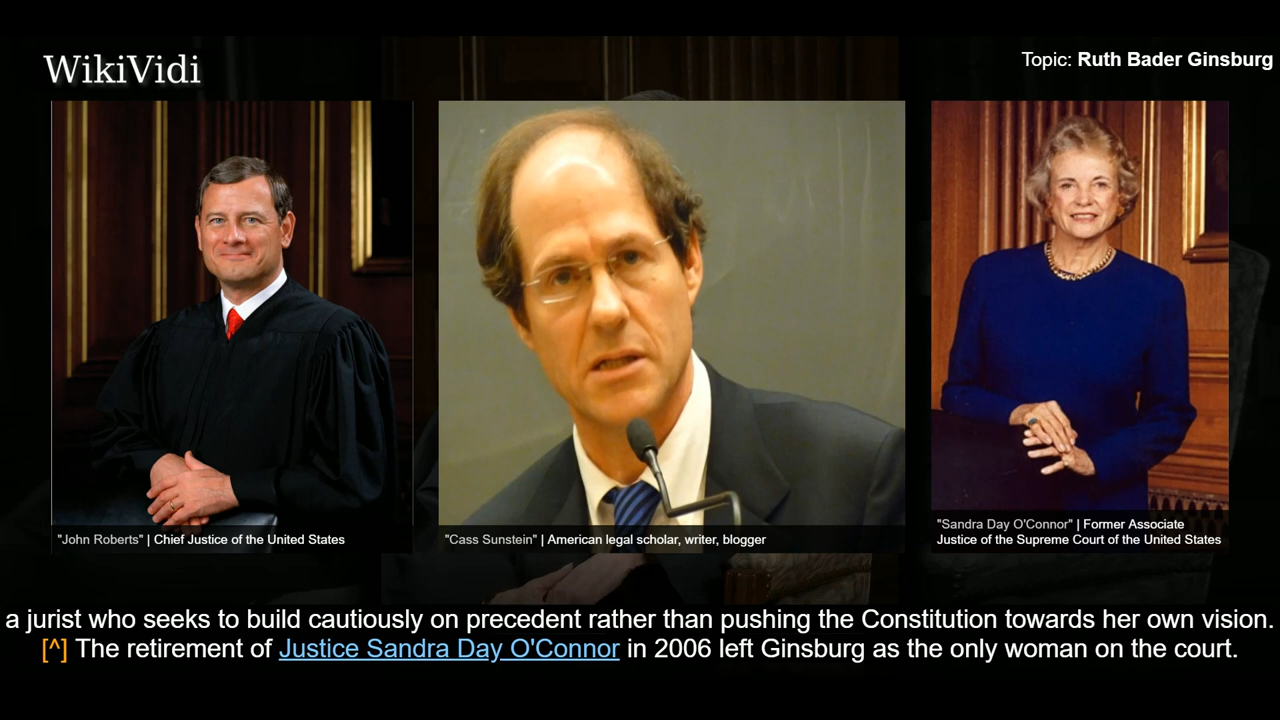 WikiVidi
Topic: Ruth Bader Ginsburg
"John Roberts" | Chief Justice of the United States
"Cass Sunstein" | American legal scholar, writer, blogger
"Sandra Day O'Connor" | Former Associate
Justice of the Supreme Court of the United States
a jurist who seeks to build cautiously on precedent rather than pushing the Constitution towards her own vision.
[^] The retirement of Justice Sandra Day O'Connor in 2006 left Ginsburg as the only woman on the court.